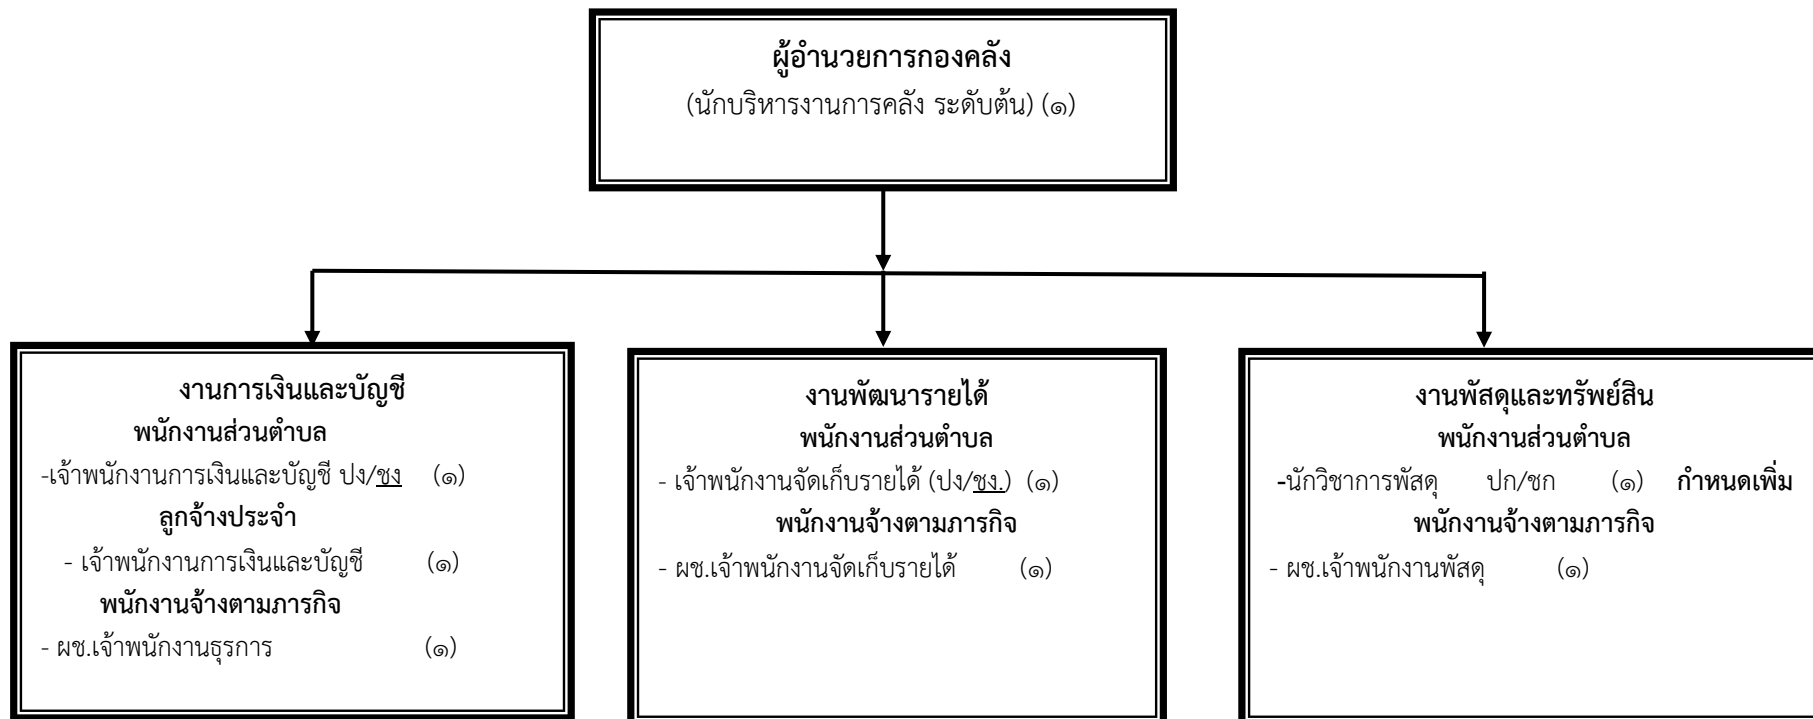 ผู้อำนวยการกองคลัง
(นักบริหารงานการคลัง ระดับต้น) (๑)
งานการเงินและบัญชี
พนักงานส่วนตำบล
-เจ้าพนักงานการเงินและบัญชี ปง/ชง (๑)
ลูกจ้างประจำ
- เจ้าพนักงานการเงินและบัญชี (๑)
พนักงานจ้างตามภารกิจ
- ผช.เจ้าพนักงานธุรการ (๑)
งานพัฒนารายได้
พนักงานส่วนตำบล
- เจ้าพนักงานจัดเก็บรายได้ (ปง/ชง.) (๑)
พนักงานจ้างตามภารกิจ
- ผช.เจ้าพนักงานจัดเก็บรายได้ (๑)
งานพัสดุและทรัพย์สิน
พนักงานส่วนตำบล
-นักวิชาการพัสดุ ปก/ชก (๑) กำหนดเพิ่ม
พนักงานจ้างตามภารกิจ
- ผช.เจ้าพนักงานพัสดุ (๑)